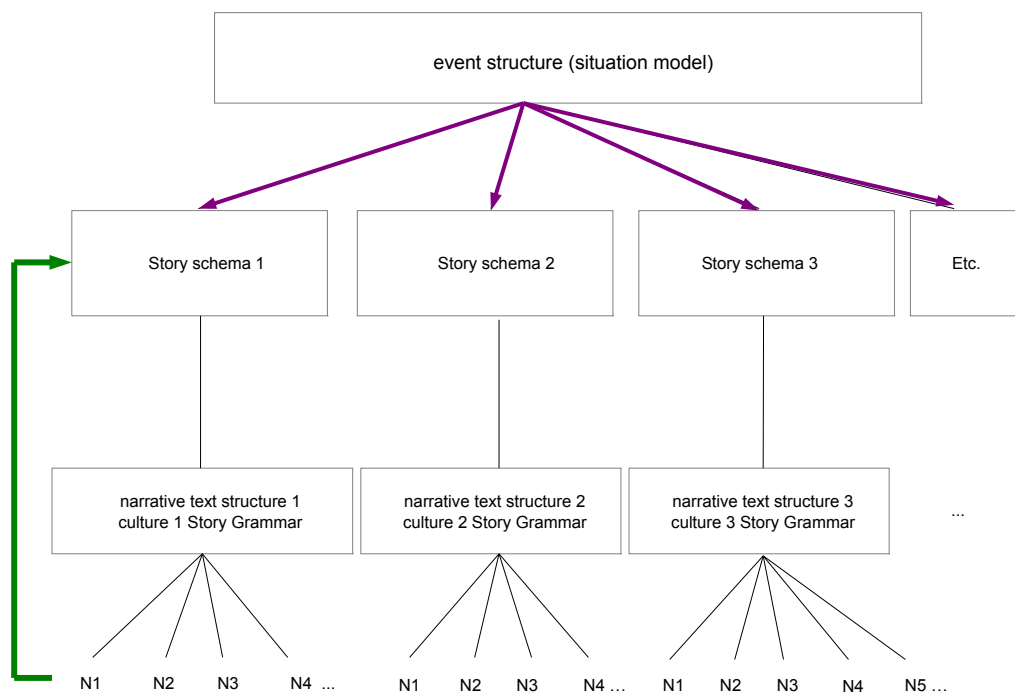 event structure (situation model)
Story schema 1
Story schema 2
Story schema 3
Etc.
narrative text structure 1
culture 1 Story Grammar
narrative text structure 2
culture 2 Story Grammar
narrative text structure 3
culture 3 Story Grammar
...
N1 N2 N3 N4 ...
N1 N2 N3 N4 ...
N1 N2 N3 N4 N5 ...